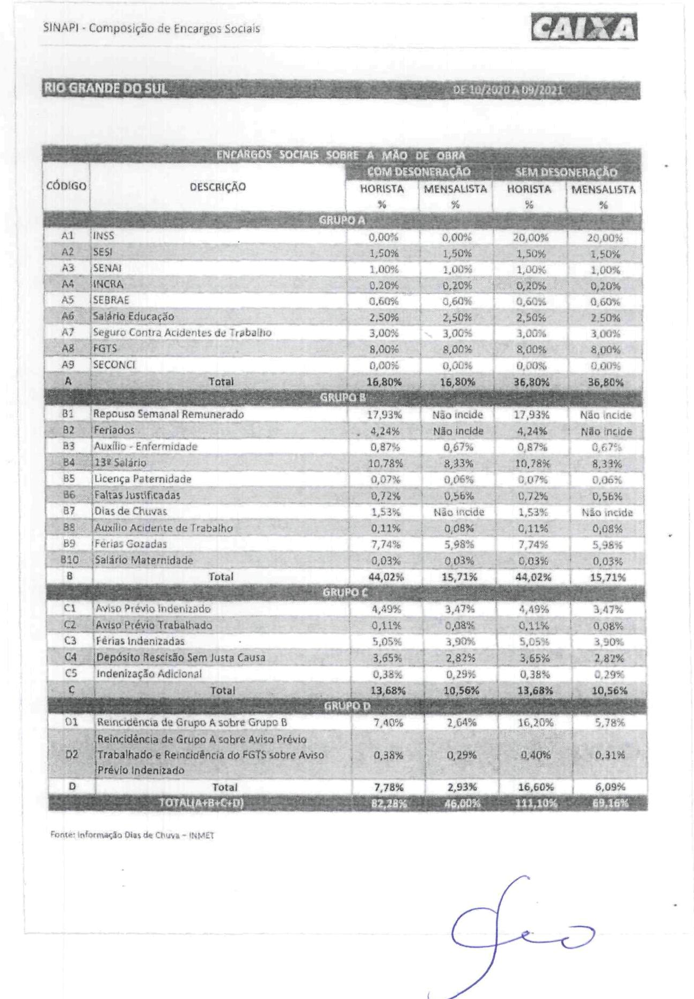 SINAPI - Composição de Encargos Sociais
CAIXA
RIO GRANDE DO SUL DE 10/2020 A 09/2021
ENCARGOS SOCIAIS SOBRE A MÃO DE OBRA
CÓDIGO DESCRIÇÃO COM DESONERAÇÃO SEM DESONERAÇÃO
HORISTA MENSALISTA HORISTA MENSALISTA
% % % %
GRUPO A
A1 INSS 0,00% 0,00% 20,00% 20,00%
A2 SESI 1,50% 1,50% 1,50% 1,50%
A3 SENAI 1,00% 1,00% 1,00% 1,00%
A4 INCRA 0,20% 0,20% 0,20% 0,20%
A5 SEBRAE 0,60% 0,60% 0,60% 0,60%
A6 Salário Educação 2,50% 2,50% 2,50% 2,50%
A7 Seguro Contra Acidentes de Trabalho 3,00% 3,00% 3,00% 3,00%
A8 FGTS 8,00% 8,00% 8,00% 8,00%
A9 SECONCI 0,00% 0,00% 0,00% 0,00%
A Total 16,80% 16,80% 36,80% 36,80%
GRUPO B
B1 Repouso Semanal Remunerado 17,93% Não incide 17,93% Não incide
B2 Feriados 4,24% Não incide 4,24% Não incide
B3 Auxílio - Enfermidade 0,87% 0,67% 0,87% 0,67%
B4 13º Salário 10,78% 8,33% 10,78% 8,33%
B5 Licença Paternidade 0,07% 0,06% 0,07% 0,06%
B6 Faltas Justificadas 0,72% 0,56% 0,72% 0,56%
B7 Dias de Chuvas 1,53% Não incide 1,53% Não incide
B8 Auxílio Acidente de Trabalho 0,11% 0,08% 0,11% 0,08%
B9 Férias Gozadas 7,74% 5,98% 7,74% 5,98%
B10 Salário Maternidade 0,03% 0,03% 0,03% 0,03%
B Total 44,02% 15,71% 44,02% 15,71%
GRUPO C
C1 Aviso Prévio Indenizado 4,49% 3,47% 4,49% 3,47%
C2 Aviso Prévio Trabalhado 0,11% 0,08% 0,11% 0,08%
C3 Férias Indenizadas 5,05% 3,90% 5,05% 3,90%
C4 Depósito Rescisão Sem Justa Causa 3,65% 2,82% 3,65% 2,82%
C5 Indenização Adicional 0,38% 0,29% 0,38% 0,29%
C Total 13,68% 10,56% 13,68% 10,56%
GRUPO D
D1 Reincidência de Grupo A sobre Grupo B 7,40% 2,64% 16,20% 5,78%
Reincidência de Grupo A sobre Aviso Prévio
D2 Trabalhado e Reincidência do FGTS sobre Aviso 0,38% 0,29% 0,40% 0,31%
Prévio Indenizado
D Total 7,78% 2,93% 16,60% 6,09%
TOTAL(A+B+C+D) 82,28% 46,00% 111,10% 69,16%
Fonte: Informação Dias de Chuva – INMET